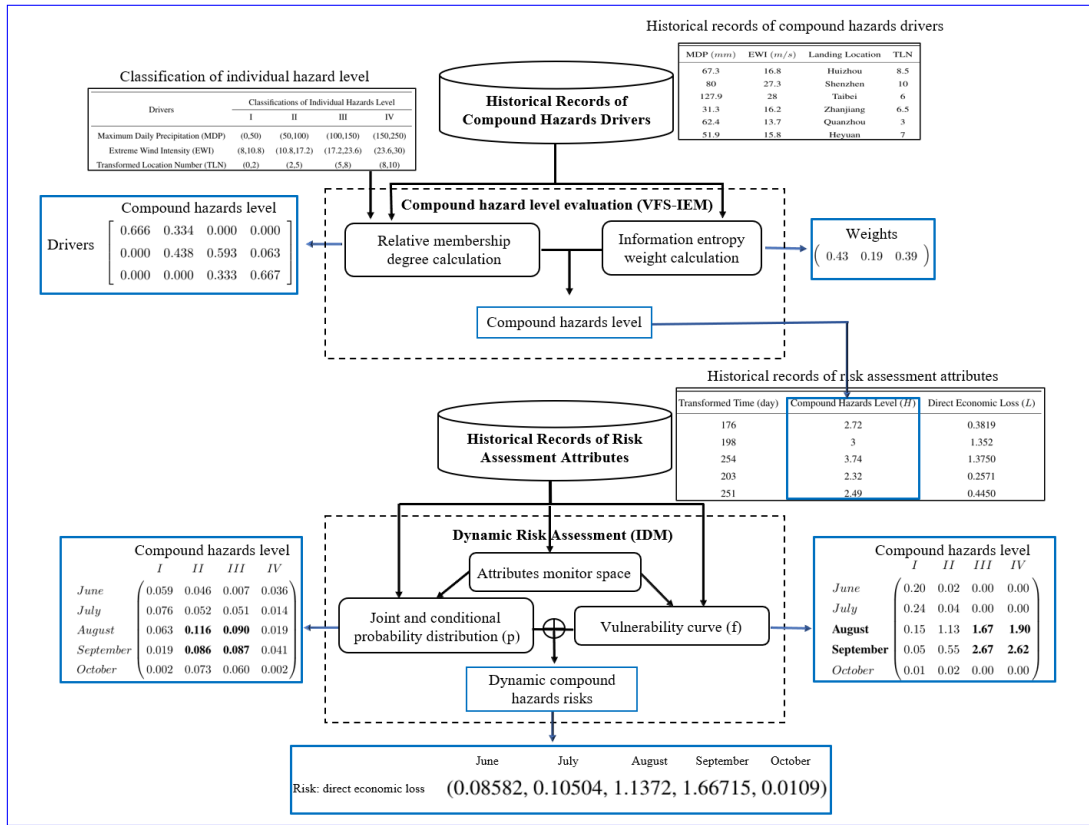 Historical records of compound hazards drivers
MDP (mm) EWI (m/s) Landing Location TLN
67.3 16.8 Huizhou 8.5
80 27.3 Shenzhen 10
127.9 28 Taibei 6
31.3 16.2 Zhanjiang 6.5
62.4 13.7 Quanzhou 3
51.9 15.8 Heyuan 7
Classification of individual hazard level
Drivers Classifications of Individual Hazards Level
I II III IV
Maximum Daily Precipitation (MDP) (0,50) (50,100) (100,150) (150,250)
Extreme Wind Intensity (EWI) (8,10.8) (10.8,17.2) (17.2,23.6) (23.6,30)
Transformed Location Number (TLN) (0,2) (2,5) (5,8) (8,10)
Historical Records of
Compound Hazards Drivers
Compound hazard level evaluation (VFS-IEM)
Compound hazards level
Drivers
0.666 0.334 0.000 0.000
0.000 0.438 0.593 0.063
0.000 0.000 0.333 0.667
Relative membership
degree calculation
Information entropy
weight calculation
Weights
( 0.43 0.19 0.39 )
Compound hazards level
Historical records of risk assessment attributes
Transformed Time (day) Compound Hazards Level (H) Direct Economic Loss (L)
176 2.72 0.3819
198 3 1.352
254 3.74 1.3750
203 2.32 0.2571
251 2.49 0.4450
Historical Records of Risk
Assessment Attributes
Dynamic Risk Assessment (IDM)
Attributes monitor space
Joint and conditional
probability distribution (p)
Vulnerability curve (f)
Dynamic compound
hazards risks
Compound hazards level
I II III IV
June 0.059 0.046 0.007 0.036
July 0.076 0.052 0.051 0.014
August 0.063 0.116 0.090 0.019
September 0.019 0.086 0.087 0.041
October 0.002 0.073 0.060 0.002
Compound hazards level
I II III IV
June 0.20 0.02 0.00 0.00
July 0.24 0.04 0.00 0.00
August 0.15 1.13 1.67 1.90
September 0.05 0.55 2.67 2.62
October 0.01 0.02 0.00 0.00
June July August September October
Risk: direct economic loss (0.08582, 0.10504, 1.1372, 1.66715, 0.0109)